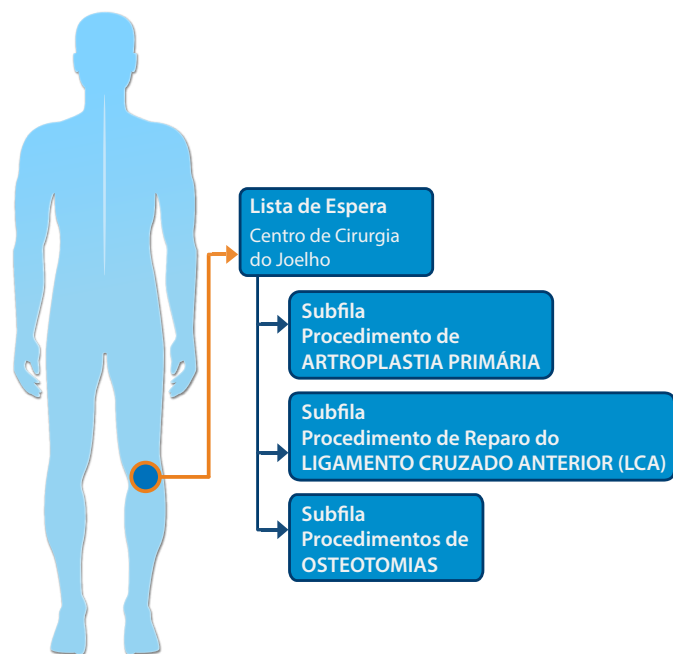 Lista de Espera
Centro de Cirurgia
do Joelho
Subfila
Procedimento de
ARTROPLASTIA PRIMÁRIA
Subfila
Procedimento de Reparo do
LIGAMENTO CRUZADO ANTERIOR (LCA)
Subfila
Procedimentos de
OSTEOTOMIAS